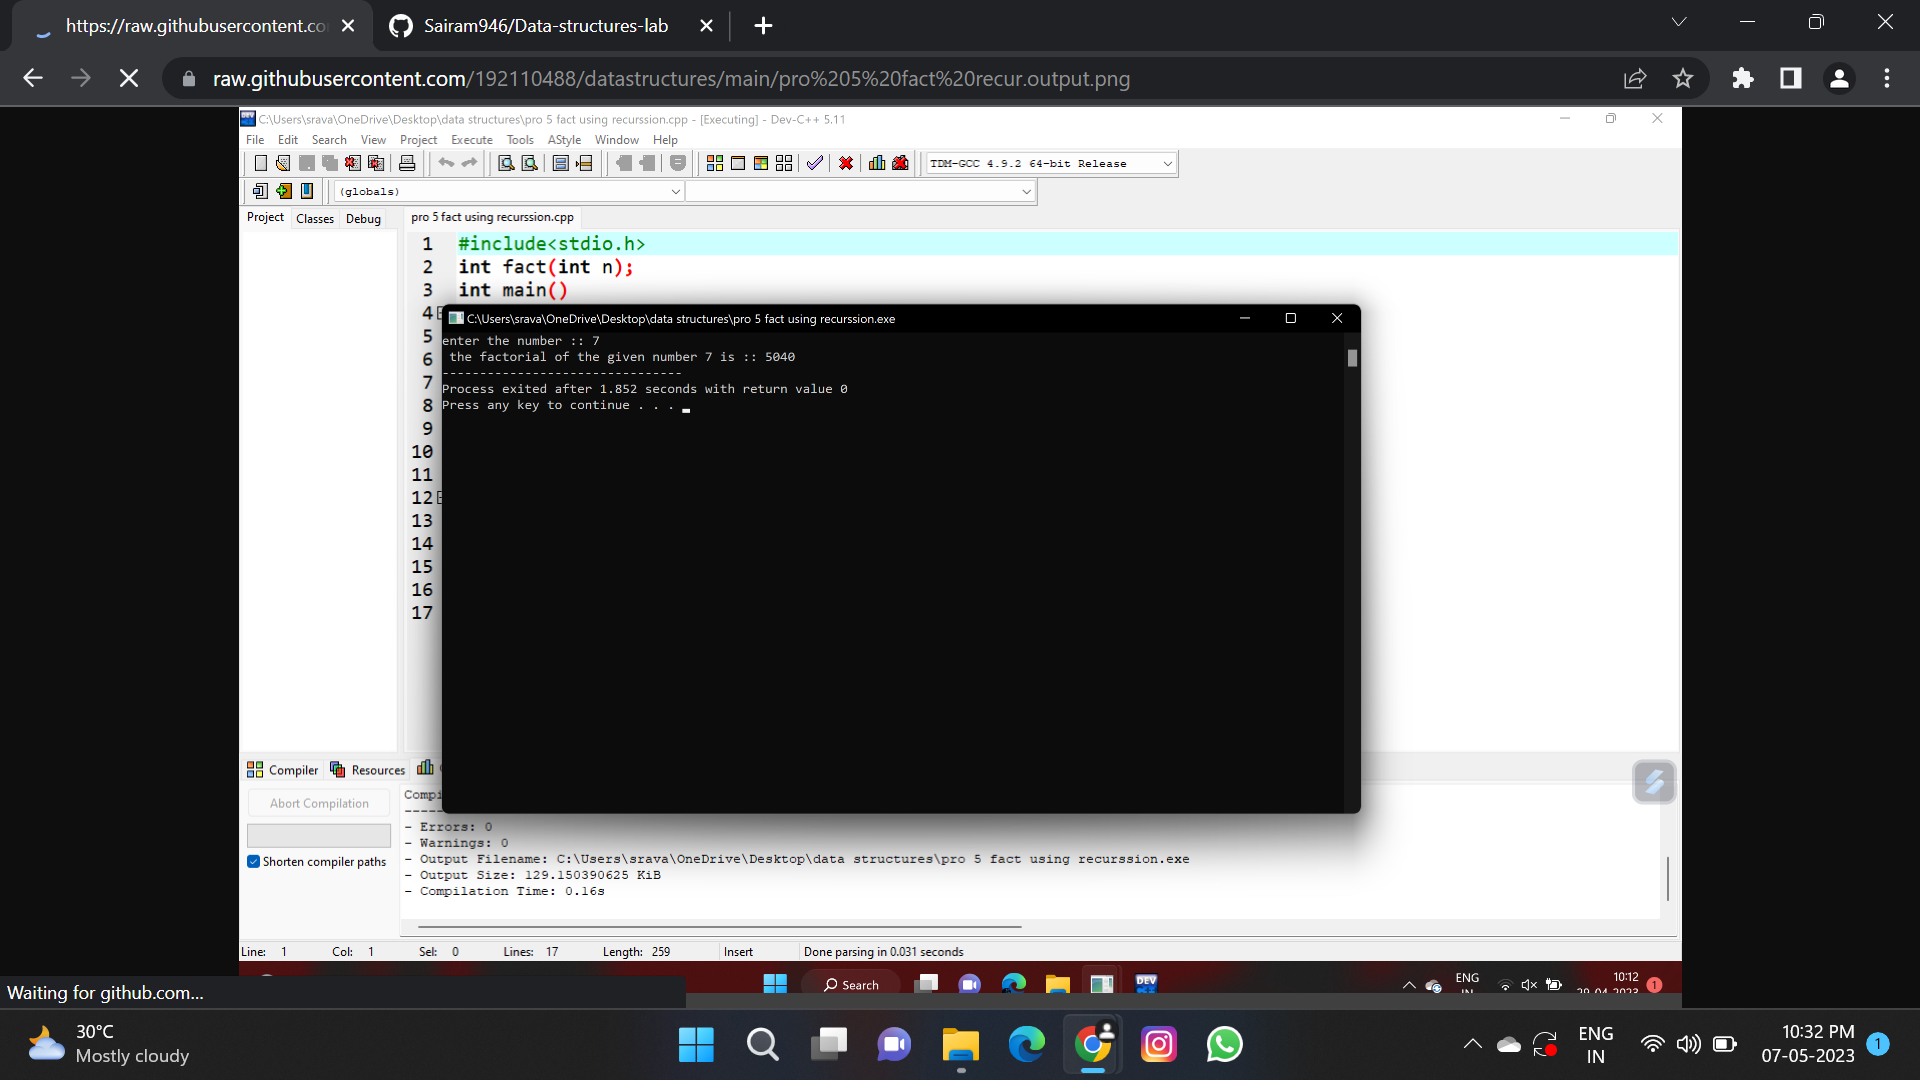 https://raw.githubusercontent.co
Sairam946/Data-structures-lab
raw.githubusercontent.com/192110488/datastructures/main/pro%205%20fact%20recur.output.png
C:\Users\srava\OneDrive\Desktop\data structures\pro 5 fact using recurssion.cpp - [Executing] - Dev-C++ 5.11
File Edit Search View Project Execute Tools AStyle Window Help
TDM-GCC 4.9.2 64-bit Release
(globals)
Project Classes Debug
pro 5 fact using recurssion.cpp
1 #include<stdio.h>
2 int fact(int n);
3 int main()
4
5
6
7
8
9
10
11
12
13
14
15
16
17
C:\Users\srava\OneDrive\Desktop\data structures\pro 5 fact using recurssion.exe
enter the number :: 7
the factorial of the given number 7 is :: 5040
--------------------------------
Process exited after 1.852 seconds with return value 0
Press any key to continue . . .
Compiler Resources
Abort Compilation
Shorten compiler paths
Compi
- Errors: 0
- Warnings: 0
- Output Filename: C:\Users\srava\OneDrive\Desktop\data structures\pro 5 fact using recurssion.exe
- Output Size: 129.150390625 KiB
- Compilation Time: 0.16s
Line: 1 Col: 1 Sel: 0 Lines: 17 Length: 259 Insert Done parsing in 0.031 seconds
Search
DEV
ENG
IN
10:12
29-04-2023
1
Waiting for github.com...
30°C
Mostly cloudy
ENG
IN
10:32 PM
07-05-2023
1